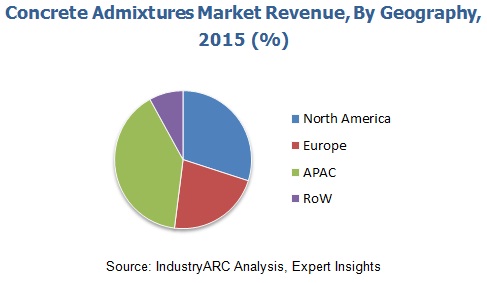 Concrete Admixtures Market Revenue, By Geography,
2015 (%)
North America
Europe
APAC
RoW
Source: IndustryARC Analysis, Expert Insights